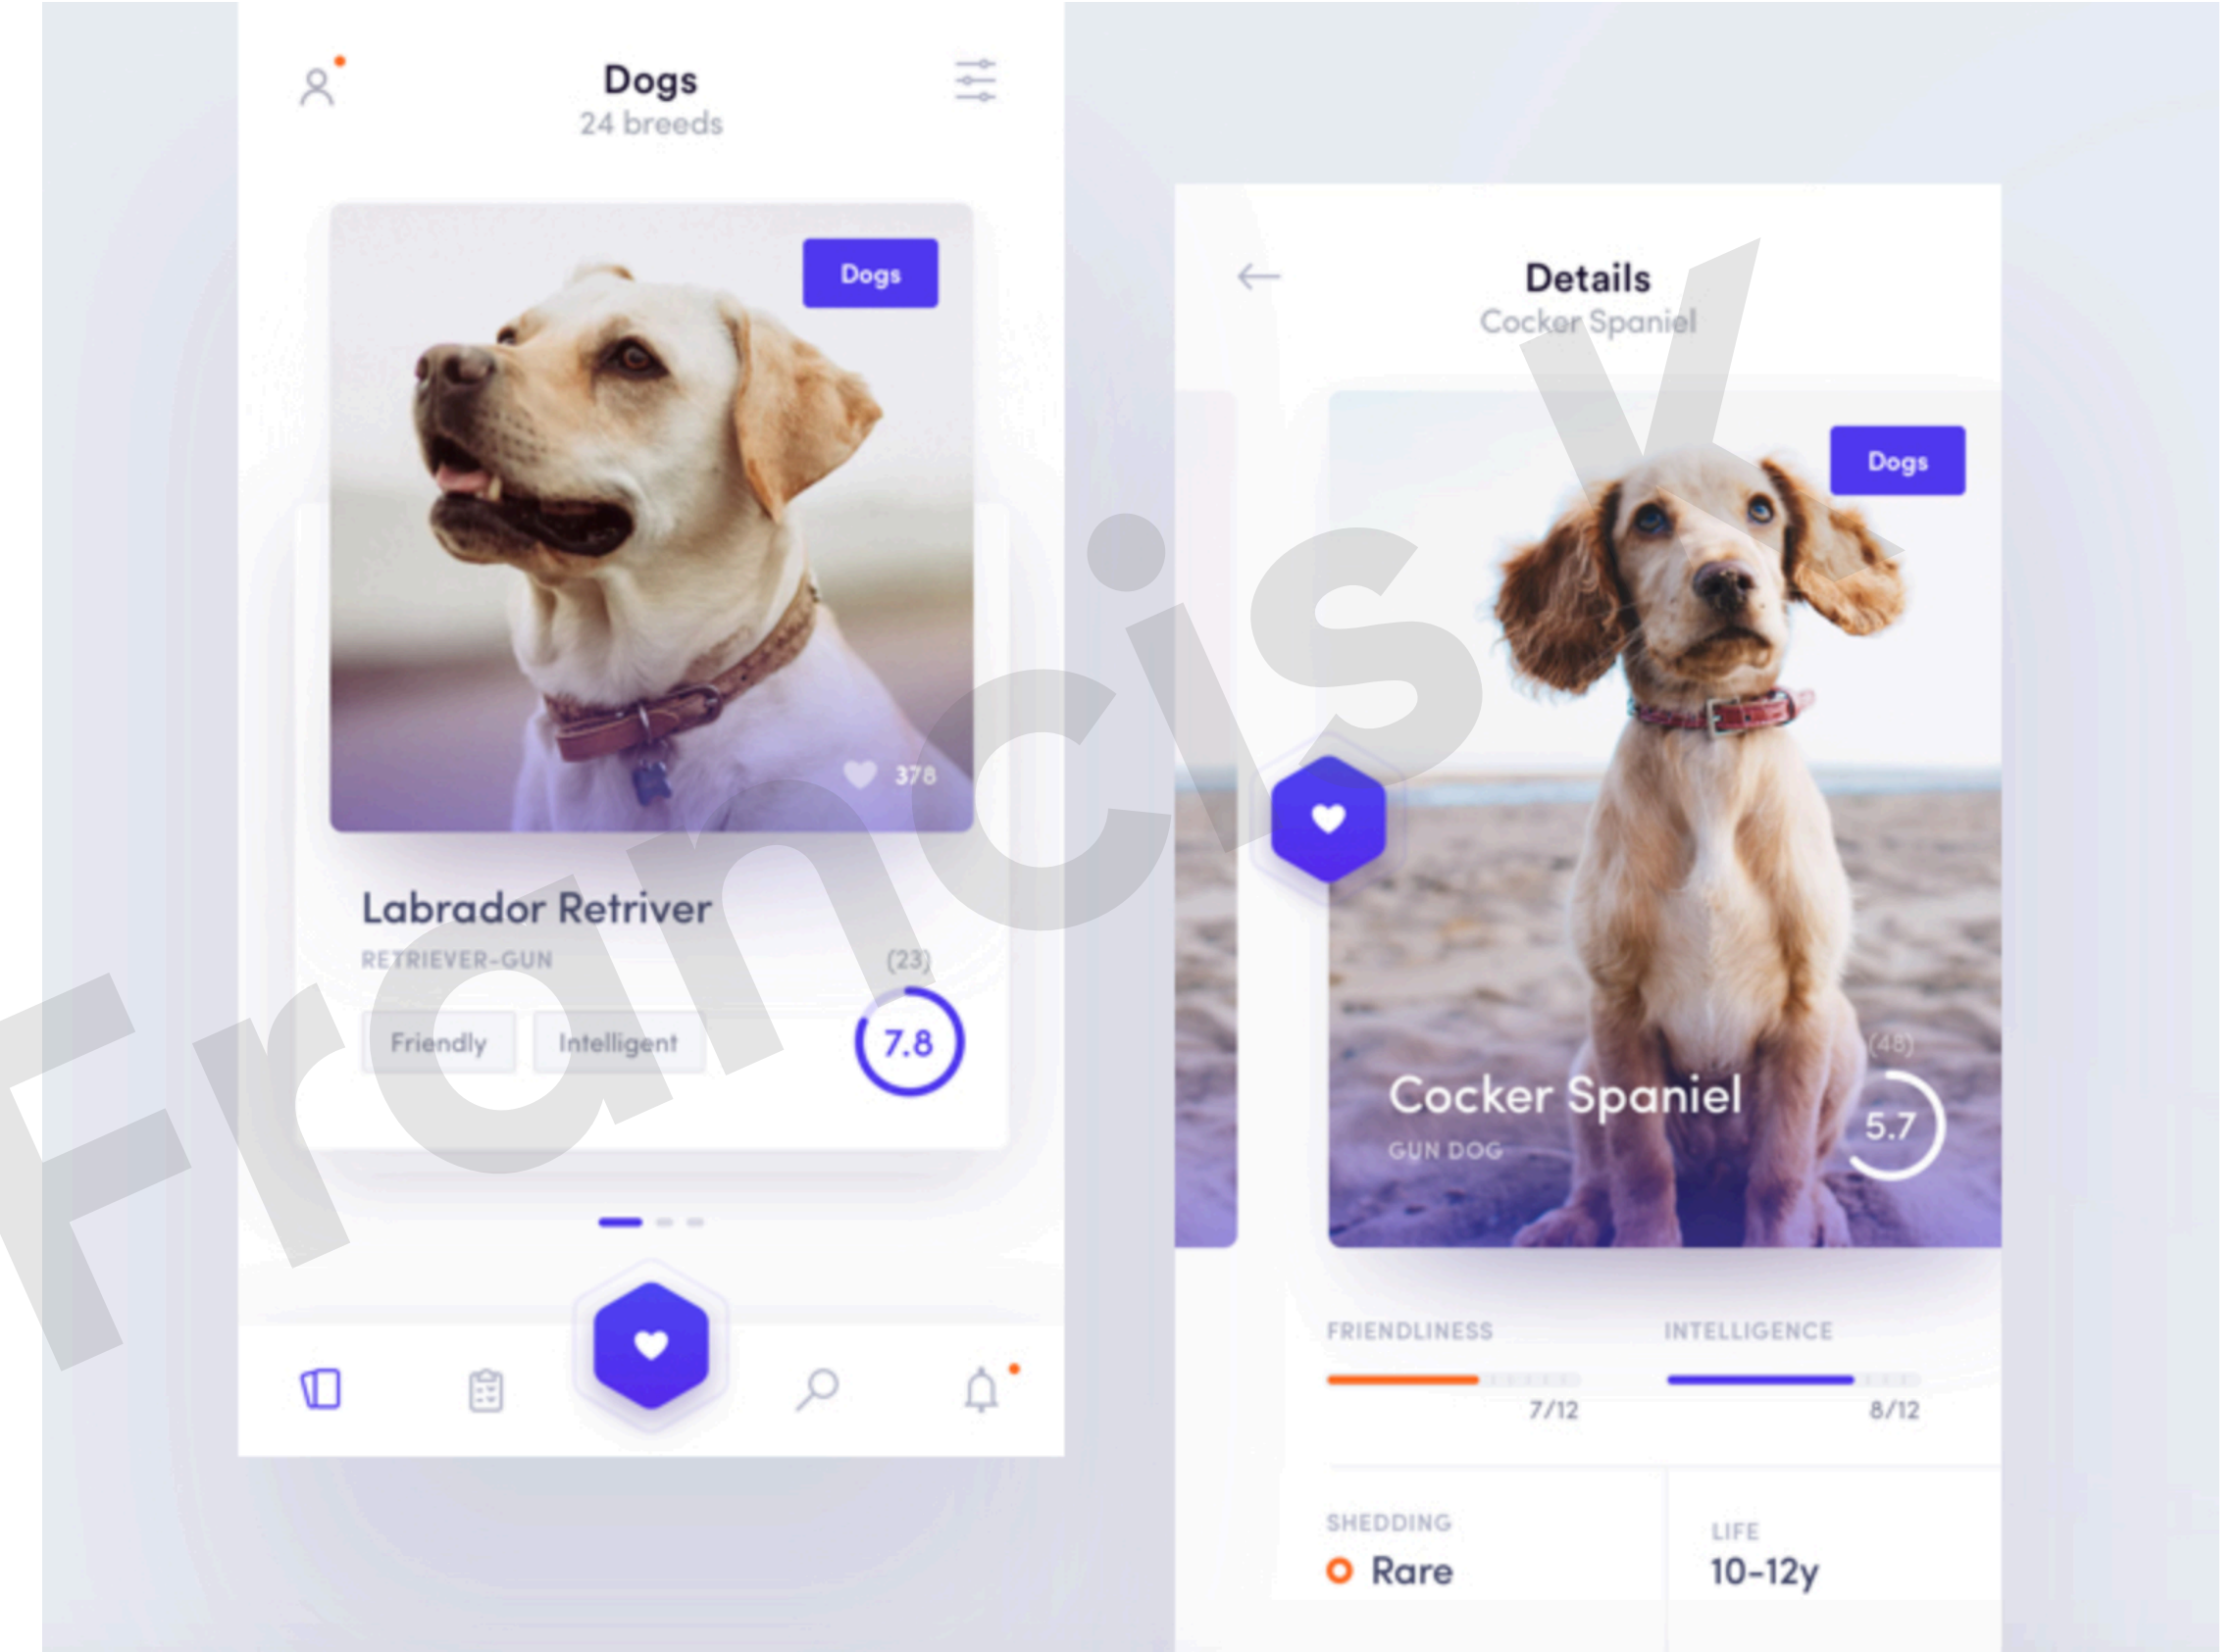 Dogs
24 breeds
Dogs
378
Labrador Retriver
RETRIEVER-GUN
(23)
Friendly
Intelligent
7.8
Details
Cocker Spaniel
Dogs
(48)
Cocker Spaniel
5.7
GUN DOG
FRIENDLINESS
INTELLIGENCE
7/12
8/12
SHEDDING
LIFE
Rare
10-12y
Francis K